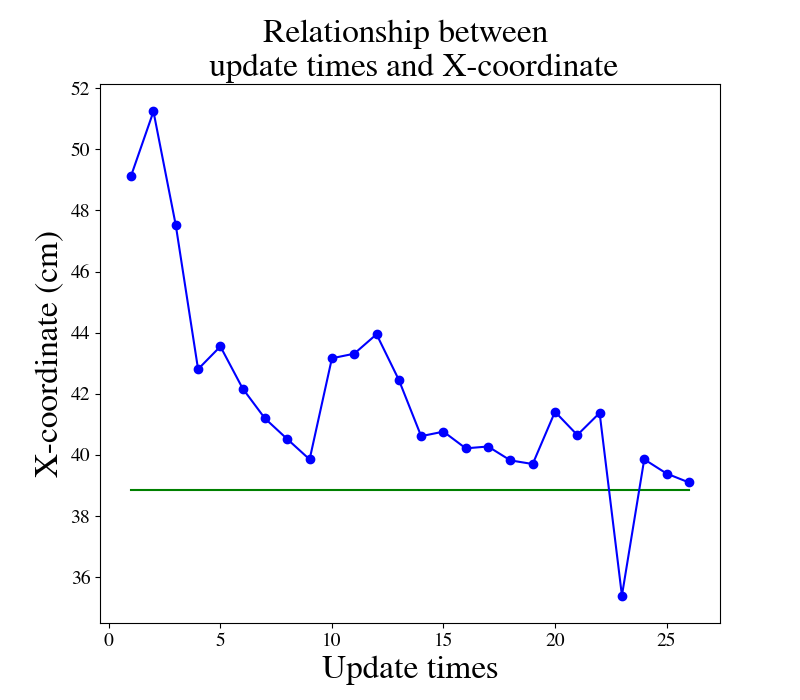 Relationship between
update times and X-coordinate
52
50
48
46
44
42
40
38
36
X-coordinate (cm)
0 5 10 15 20 25
Update times